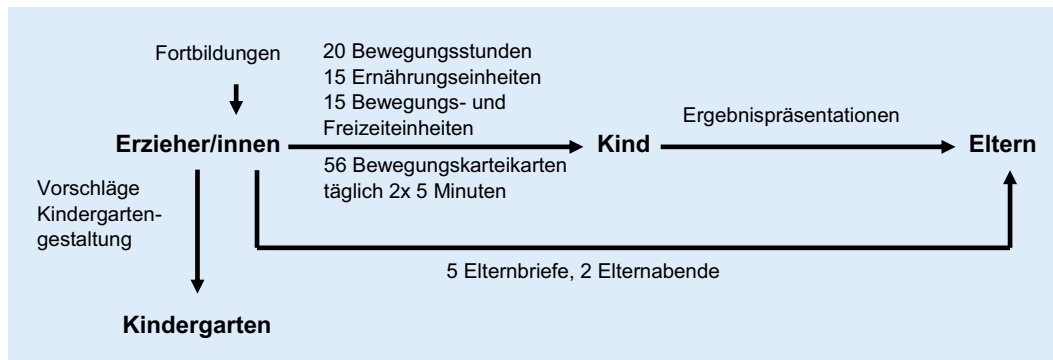 Fortbildungen
20 Bewegungsstunden
15 Ernährungseinheiten
15 Bewegungs- und
Freizeiteinheiten
Ergebnispräsentationen
Erzieher/innen
Kind
Eltern
56 Bewegungskarteikarten
täglich 2x 5 Minuten
Vorschläge
Kindergarten-
gestaltung
5 Elternbriefe, 2 Elternabende
Kindergarten